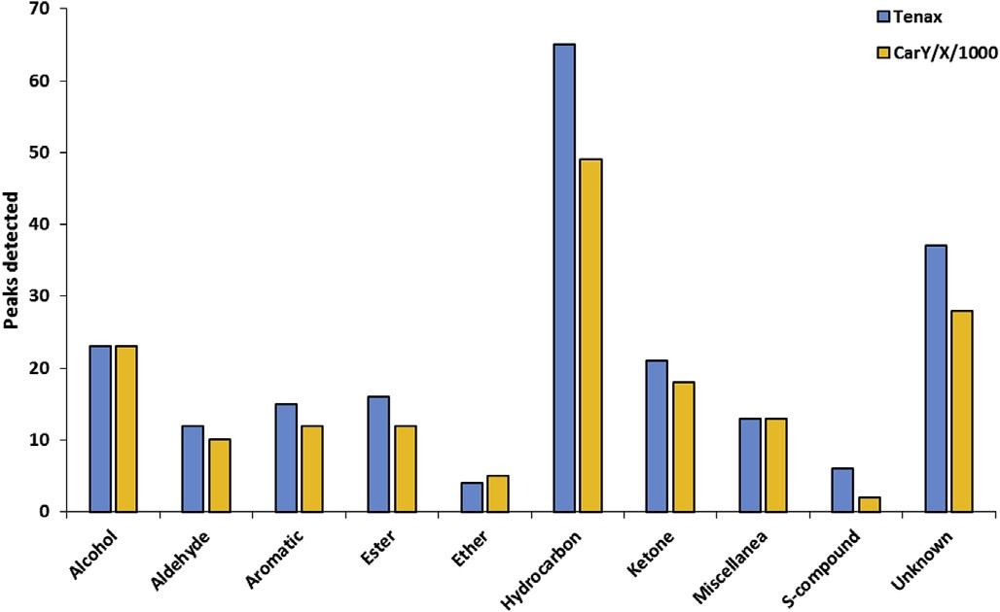 70
60
50
40
30
20
10
0
Peaks detected
Tenax
CarY/X/1000
Alcohol
Aldehyde
Aromatic
Ester
Ether
Hydrocarbon
Ketone
Miscellanea
S-compound
Unknown